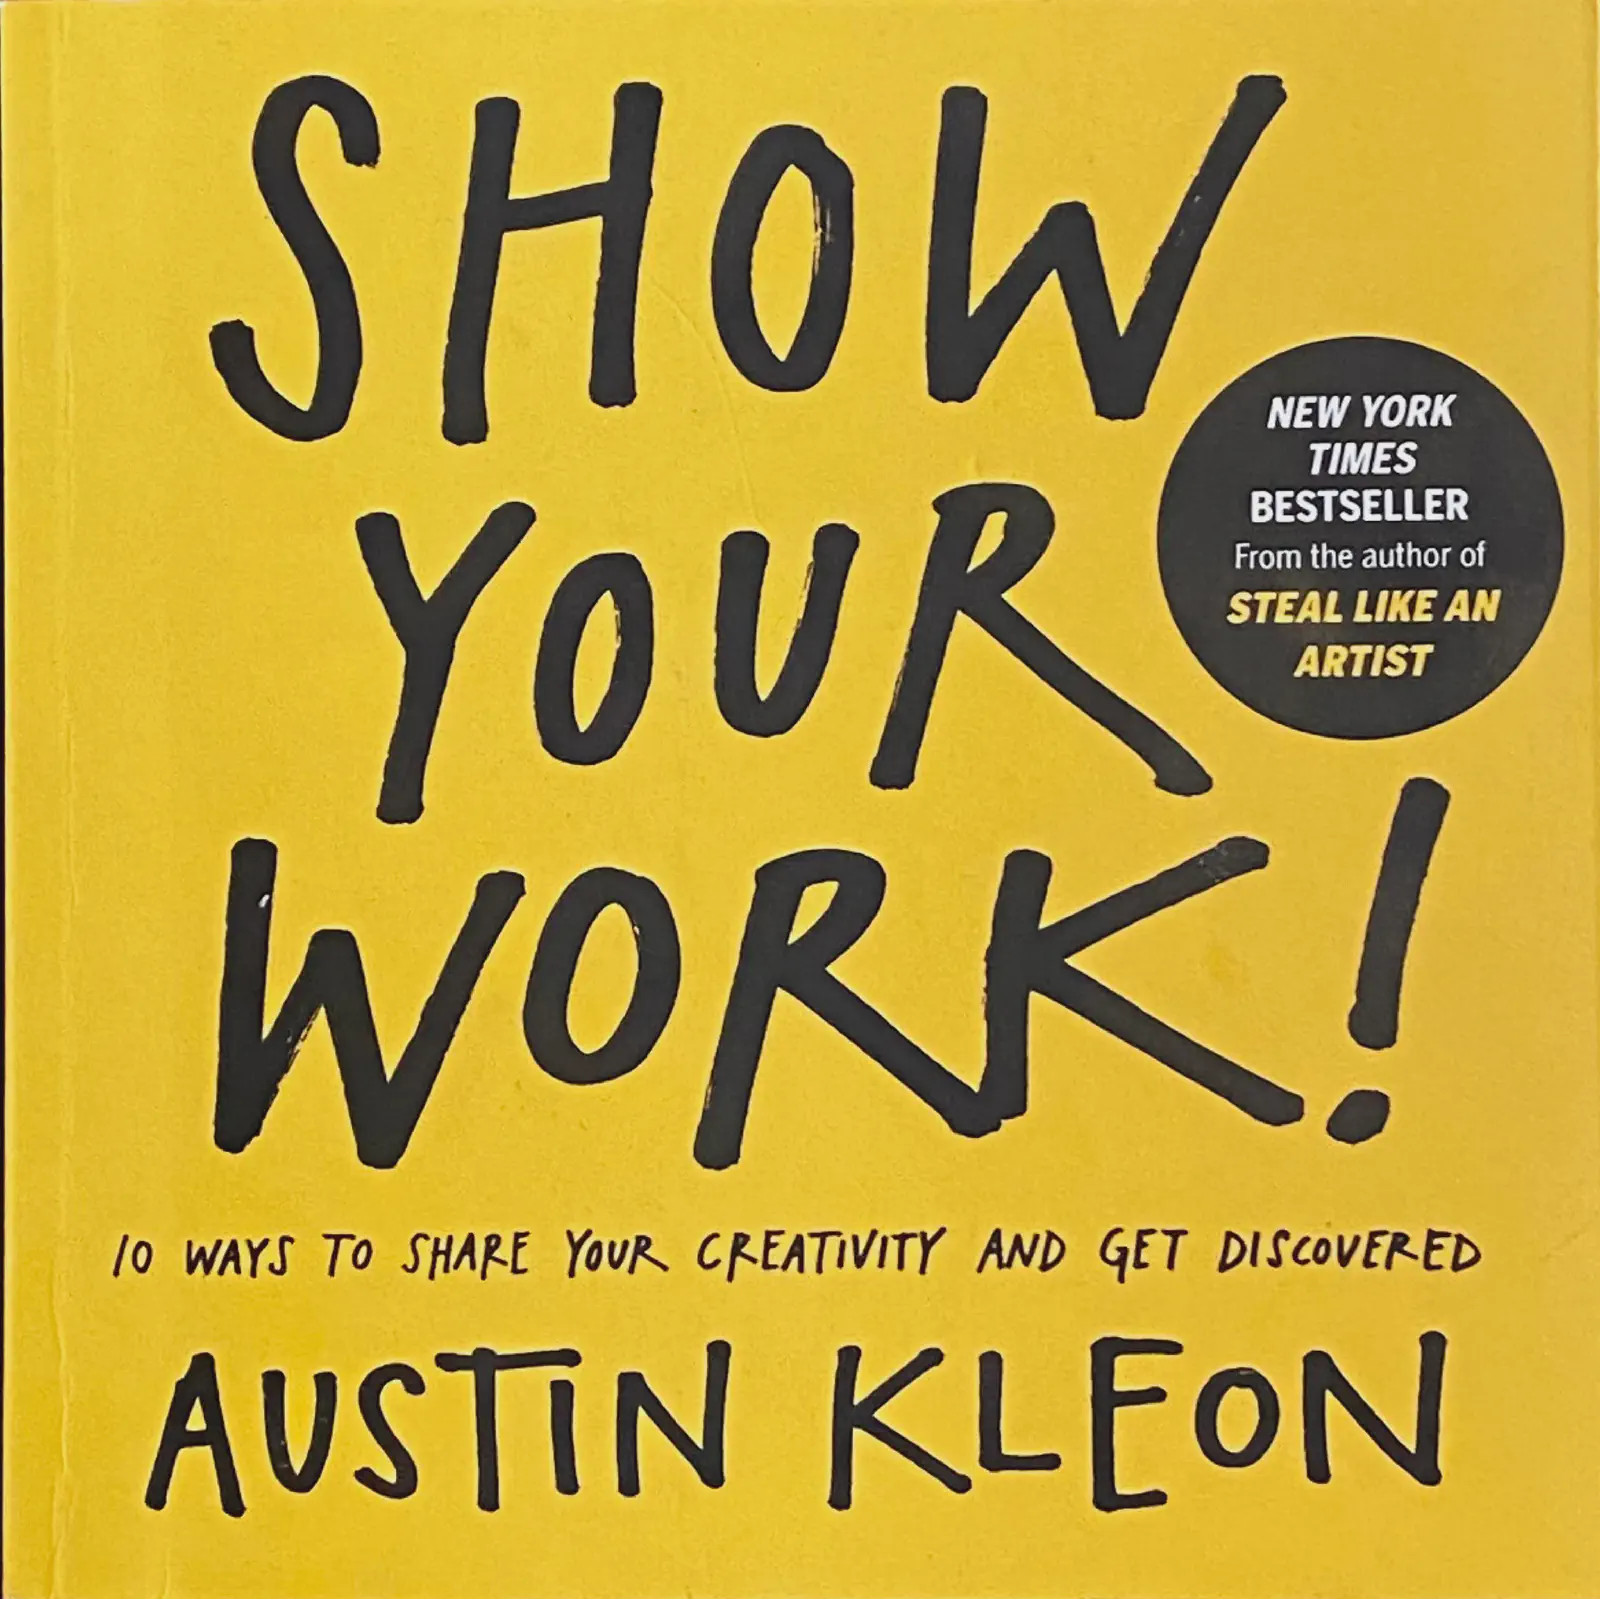 SHOW
YOUR
WORK!
NEW YORK
TIMES
BESTSELLER
From the author of
STEAL LIKE AN
ARTIST
10 WAYS TO SHARE YOUR CREATIVITY AND GET DISCOVERED
AUSTIN KLEON